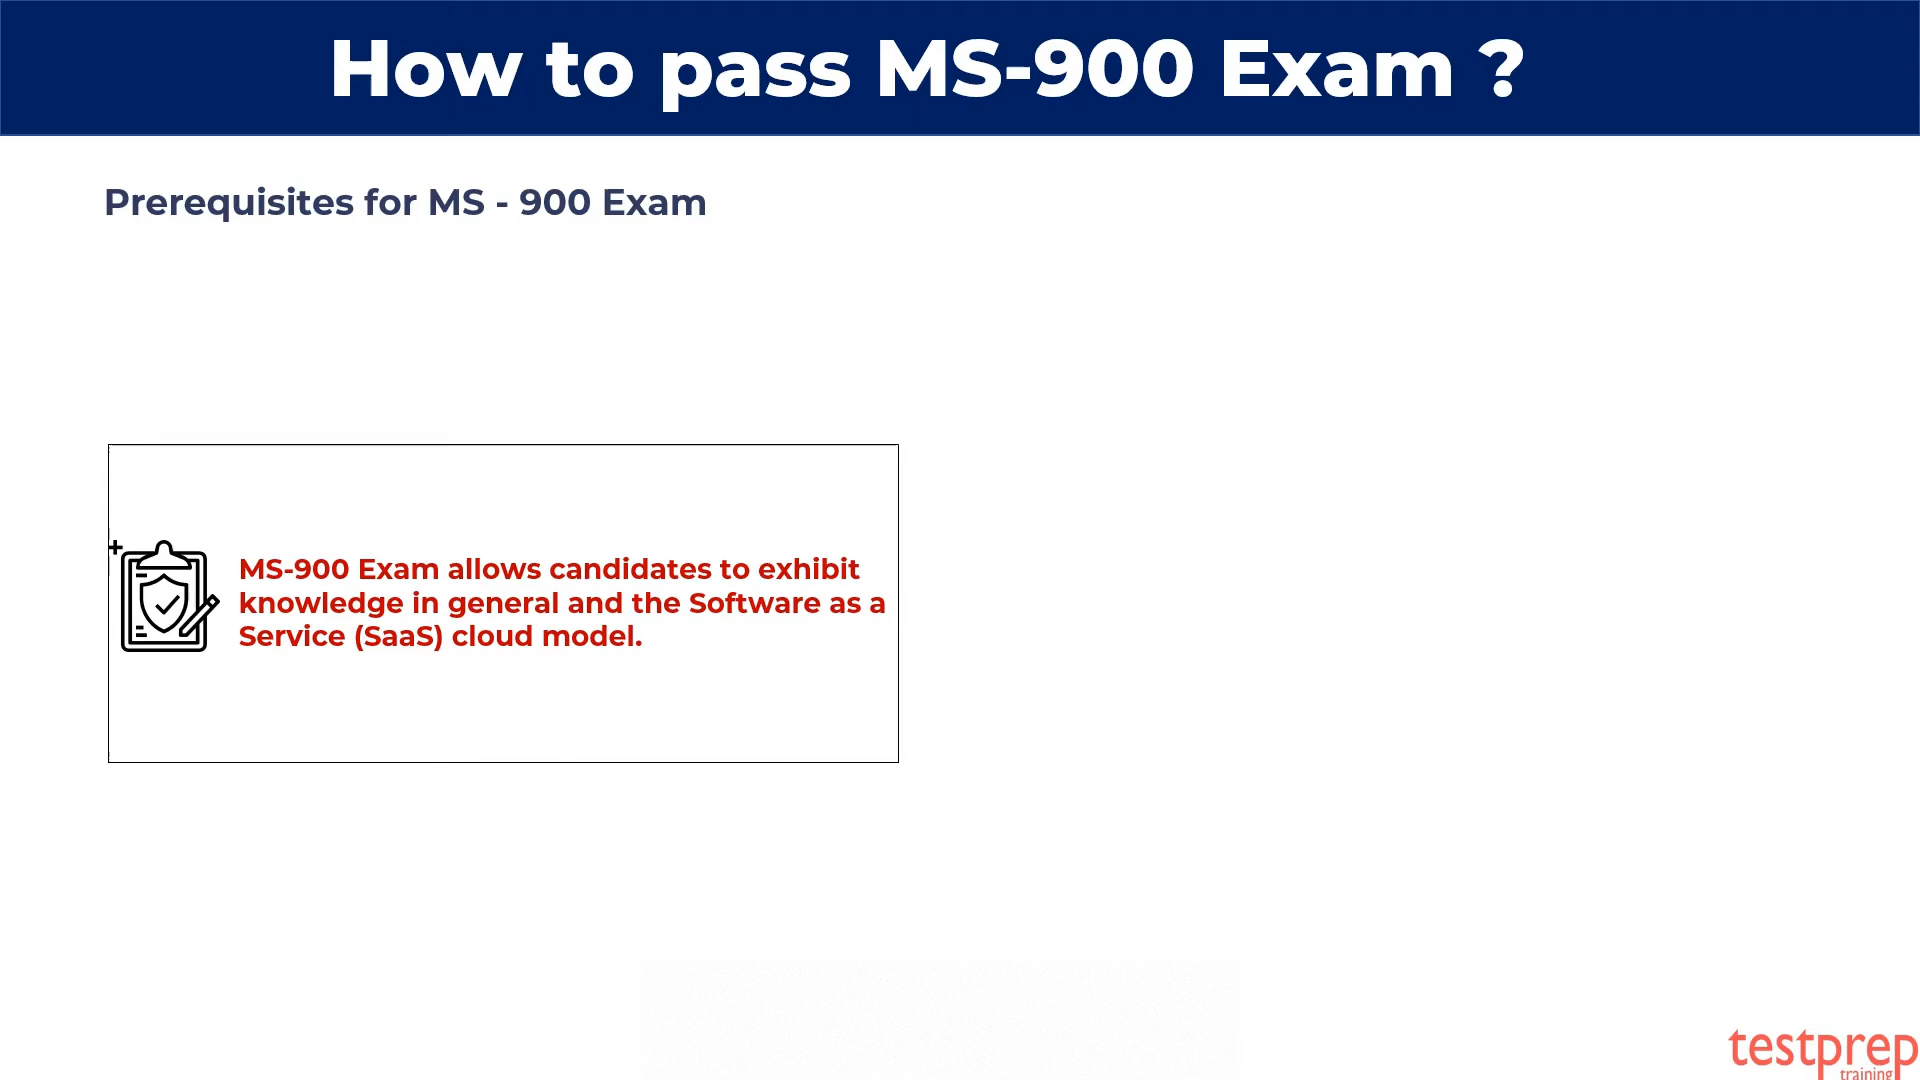 How to pass MS-900 Exam ?
Prerequisites for MS - 900 Exam
MS-900 Exam allows candidates to exhibit
knowledge in general and the Software as a
Service (SaaS) cloud model.
testprep
training